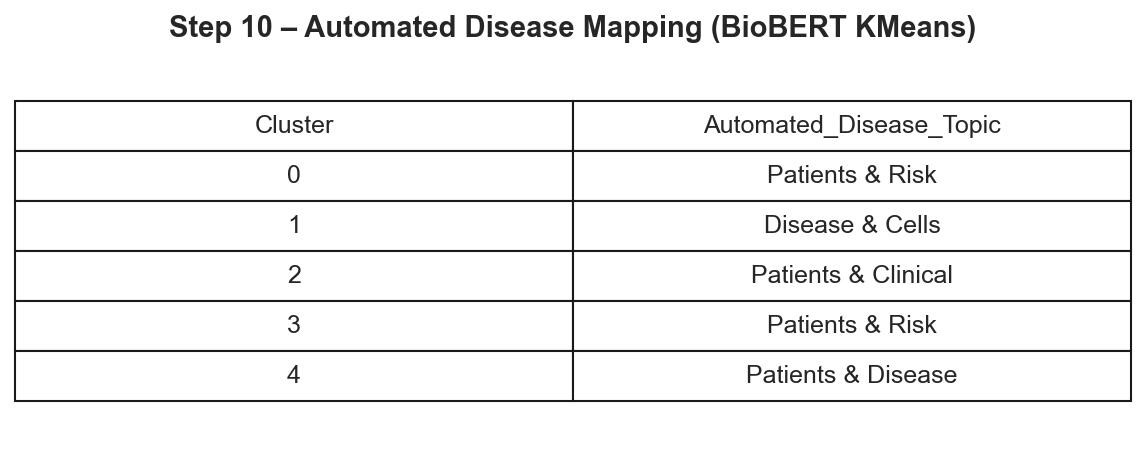 Step 10 – Automated Disease Mapping (BioBERT KMeans)
Cluster Automated_Disease_Topic
0 Patients & Risk
1 Disease & Cells
2 Patients & Clinical
3 Patients & Risk
4 Patients & Disease